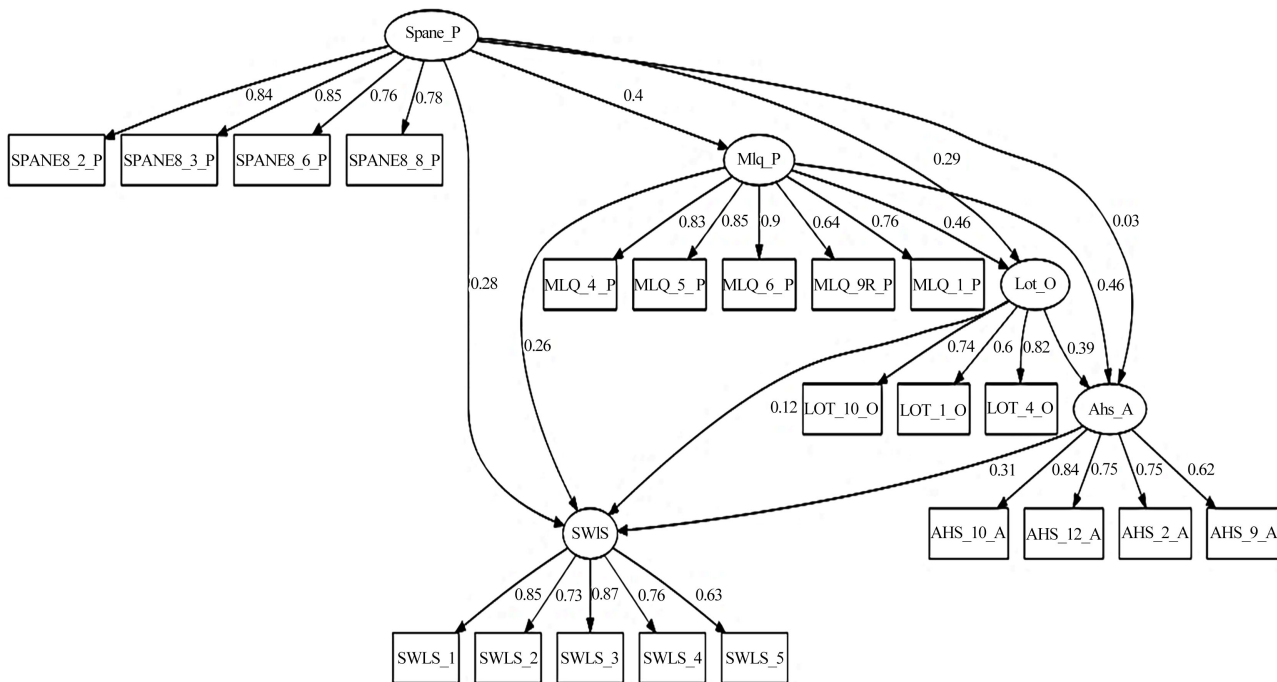 Spane_P
0.84
0.85
0.76
0.78
0.4
SPANE8_2_P
SPANE8_3_P
SPANE8_6_P
SPANE8_8_P
Mlq_P
0.29
0.03
0.83
0.85
0.9
0.64
0.76
0.46
0.28
MLQ_4_P
MLQ_5_P
MLQ_6_P
MLQ_9R_P
MLQ_1_P
Lot_O
0.46
0.26
0.74
0.6
0.82
0.39
0.12
LOT_10_O
LOT_1_O
LOT_4_O
Ahs_A
0.31
0.84
0.75
0.75
0.62
SWlS
AHS_10_A
AHS_12_A
AHS_2_A
AHS_9_A
0.85
0.73
0.87
0.76
0.63
SWLS_1
SWLS_2
SWLS_3
SWLS_4
SWLS_5